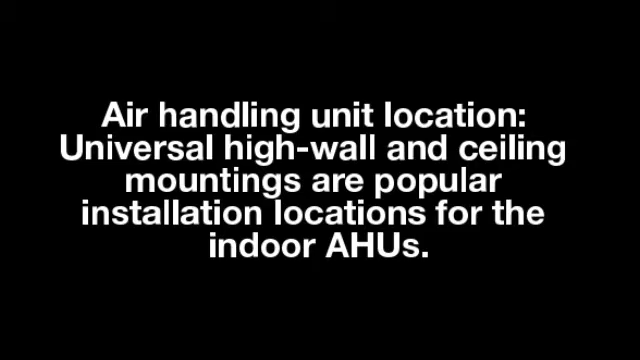 Air handling unit location:
Universal high-wall and ceiling
mountings are popular
installation locations for the
indoor AHUs.